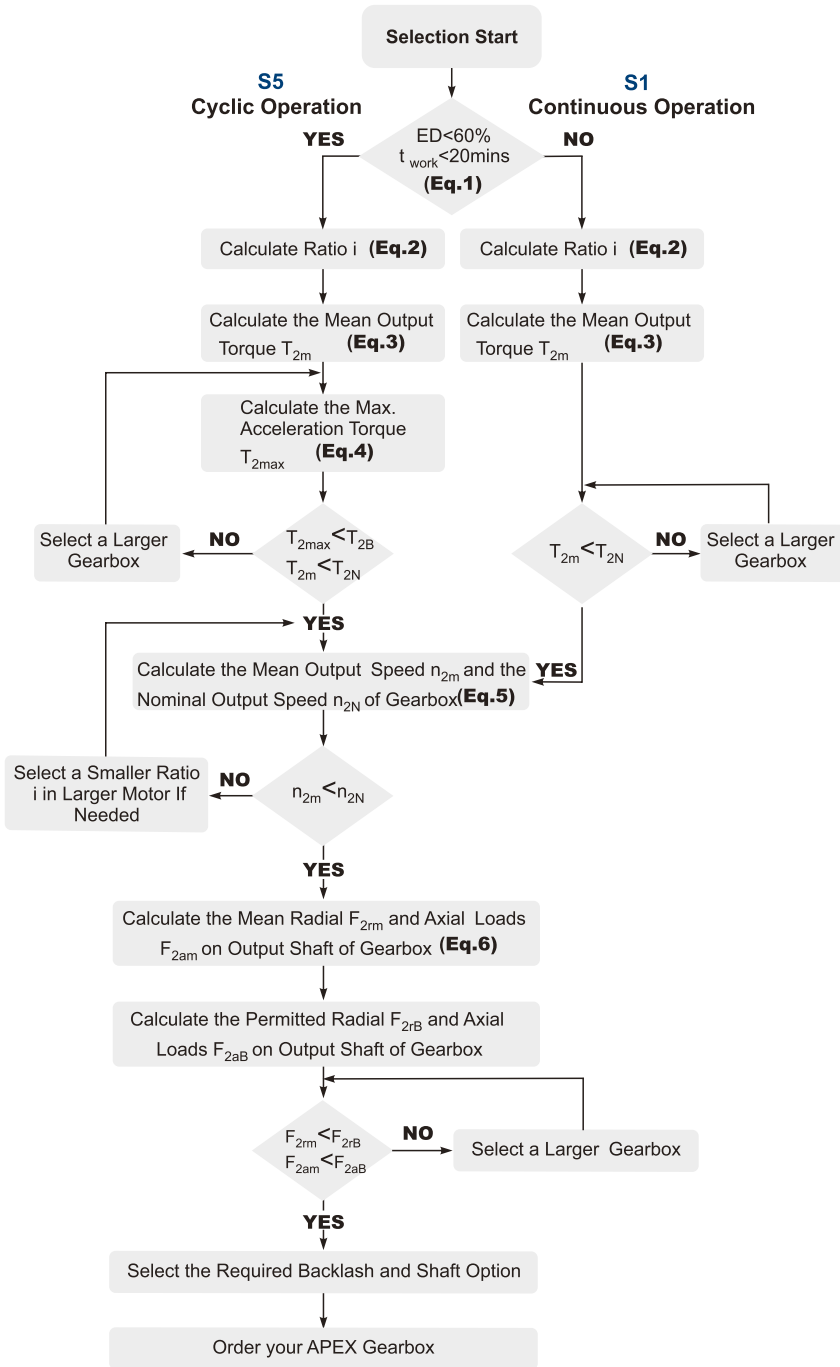 Selection Start
S5
Cyclic Operation
S1
Continuous Operation
YES
ED<60%
t work<20mins
(Eq.1)
NO
Calculate Ratio i (Eq.2)
Calculate Ratio i (Eq.2)
Calculate the Mean Output
Torque T2m (Eq.3)
Calculate the Mean Output
Torque T2m (Eq.3)
Calculate the Max.
Acceleration Torque
T2max (Eq.4)
Select a Larger
Gearbox
NO
T2max<T2B
T2m<T2N
T2m<T2N
NO
Select a Larger
Gearbox
YES
Calculate the Mean Output Speed n2m and the
Nominal Output Speed n2N of Gearbox(Eq.5)
YES
Select a Smaller Ratio
i in Larger Motor If
Needed
NO
n2m<n2N
YES
Calculate the Mean Radial F2rm and Axial Loads
F2am on Output Shaft of Gearbox (Eq.6)
Calculate the Permitted Radial F2rB and Axial
Loads F2aB on Output Shaft of Gearbox
F2rm<F2rB
F2am<F2aB
NO
Select a Larger Gearbox
YES
Select the Required Backlash and Shaft Option
Order your APEX Gearbox